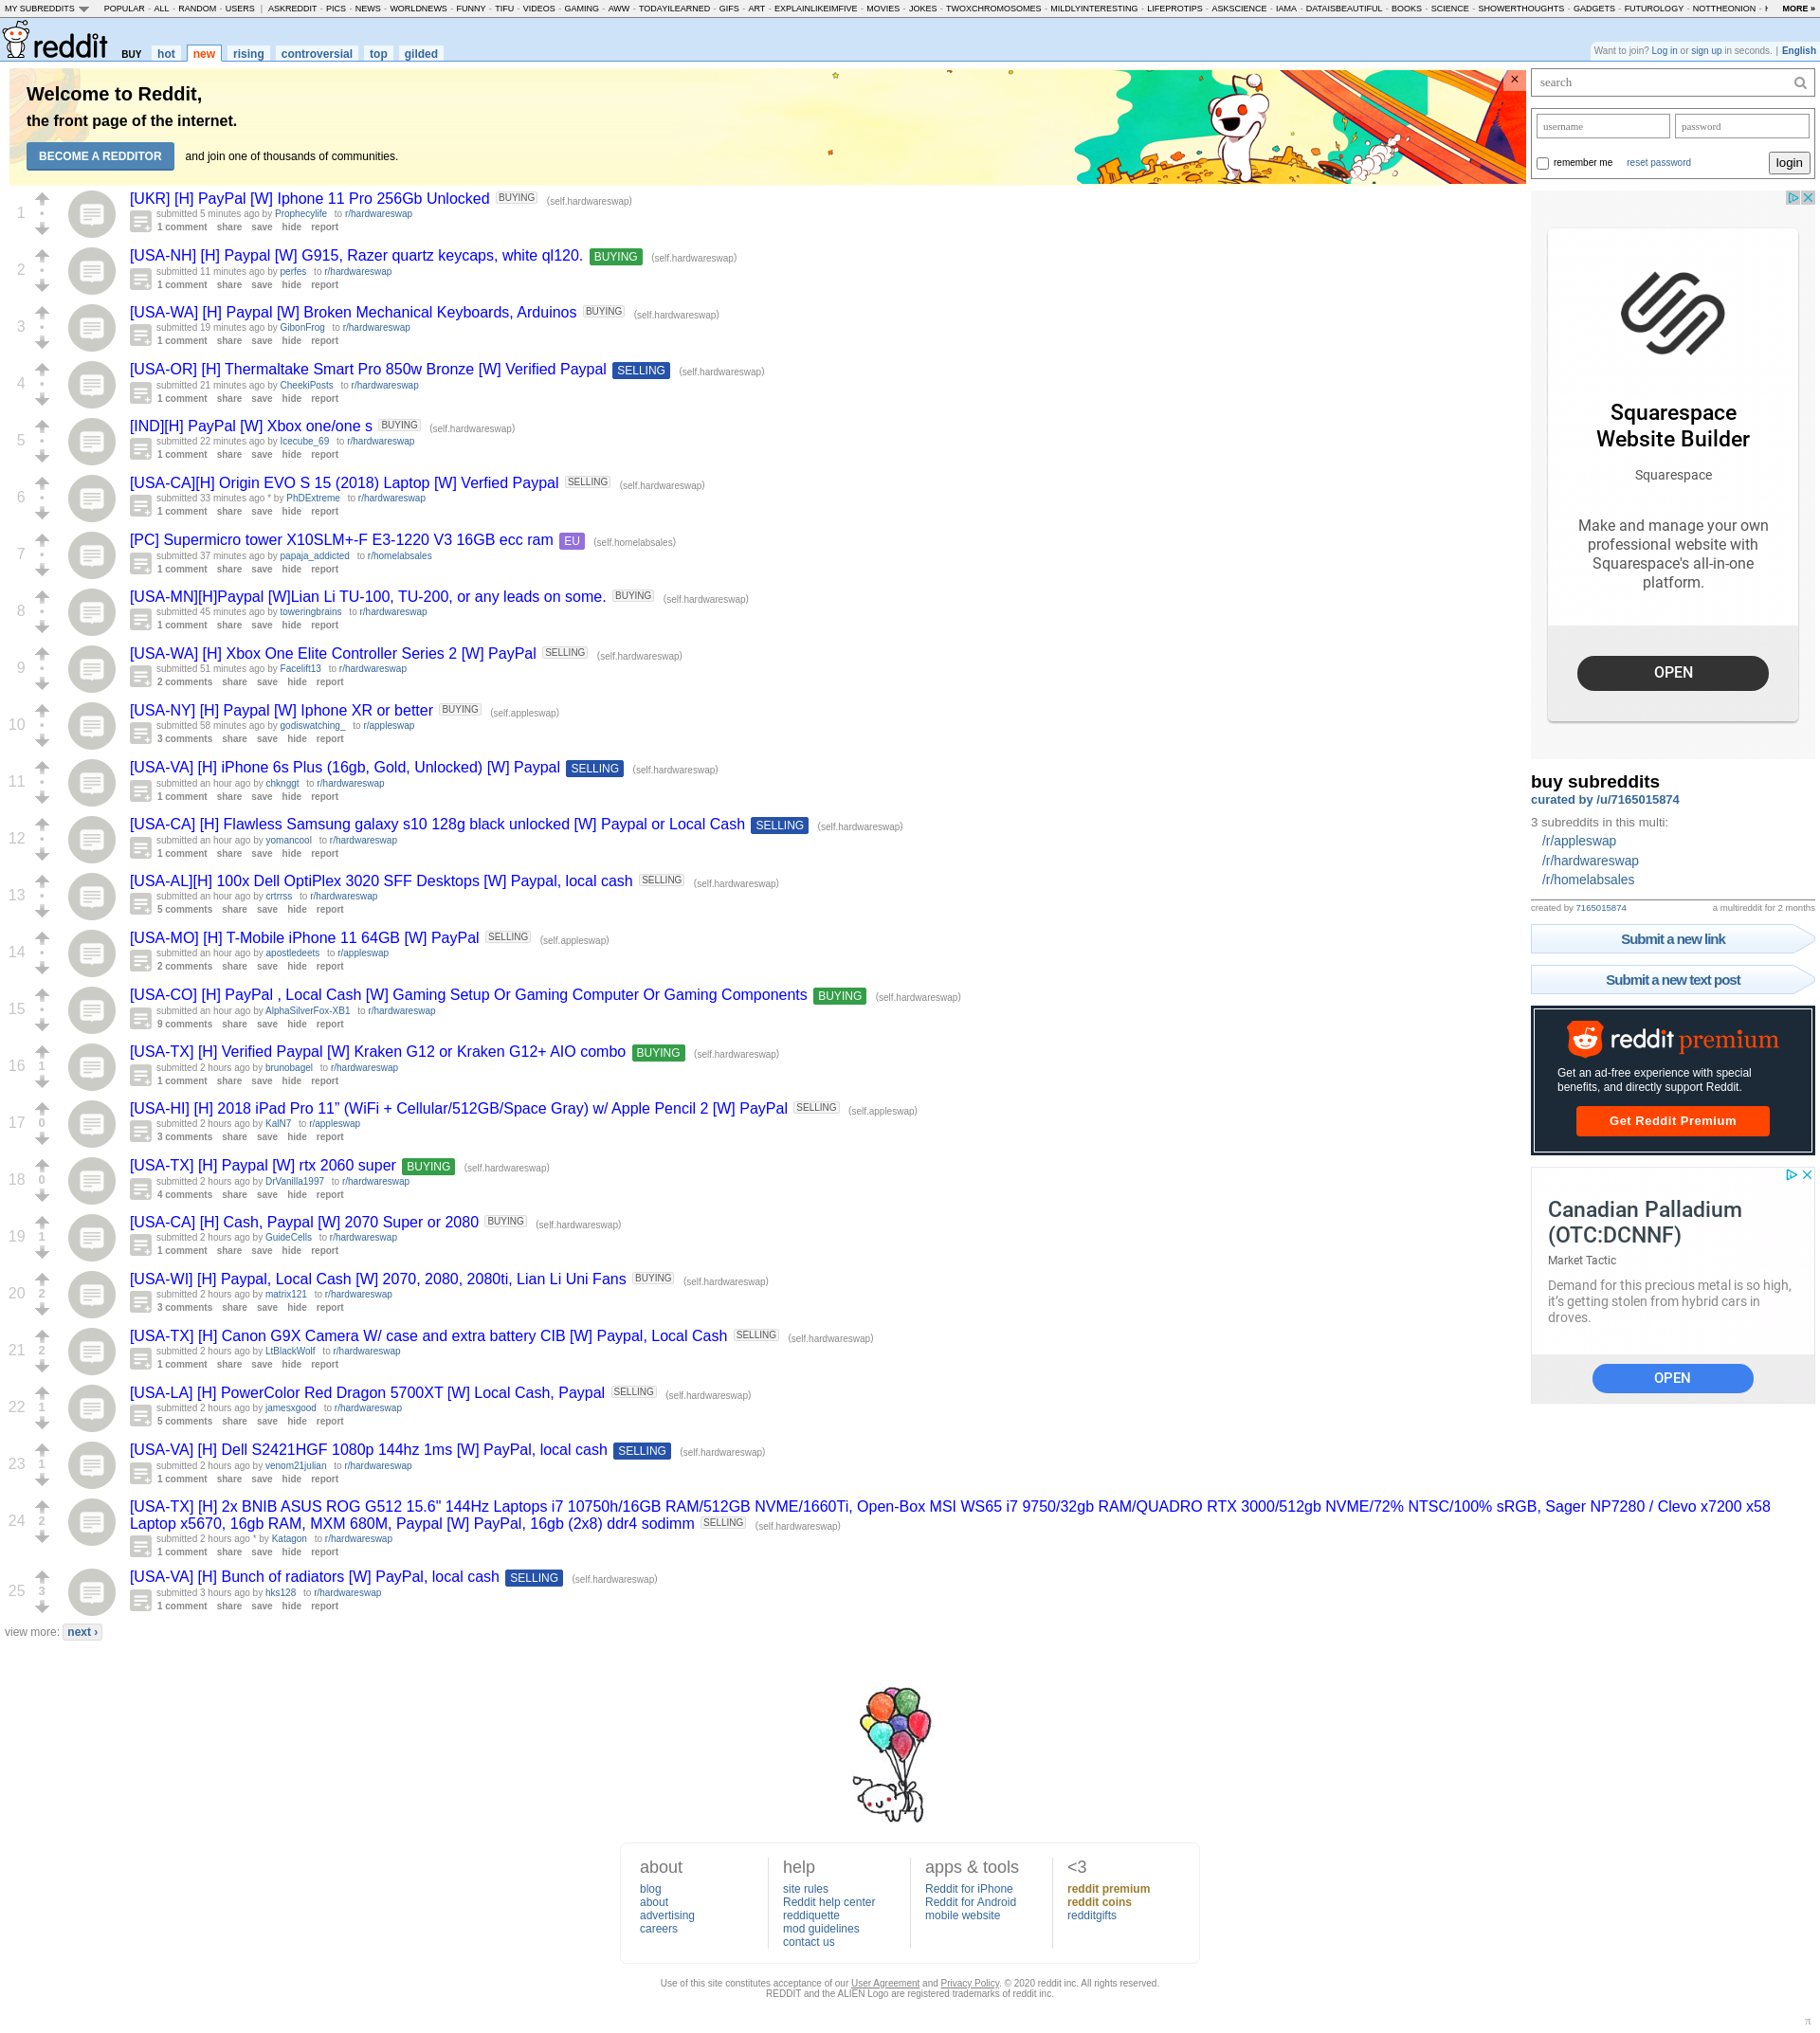 MY SUBREDDITS POPULAR - ALL - RANDOM - USERS | ASKREDDIT - PICS - NEWS - WORLDNEWS - FUNNY - TIFU - VIDEOS - GAMING - AWW - TODAYILEARNED - GIFS - ART - EXPLAINLIKEIMFIVE - MOVIES - JOKES - TWOXCHROMOSOMES - MILDLYINTERESTING - LIFEPROTIPS - ASKSCIENCE - IAMA - DATAISBEAUTIFUL - BOOKS - SCIENCE - SHOWERTHOUGHTS - GADGETS - FUTUROLOGY - NOTTHEONION - MORE »
reddit BUY hot new rising controversial top gilded
Want to join? Log in or sign up in seconds. | English
Welcome to Reddit,
the front page of the internet.
BECOME A REDDITOR and join one of thousands of communities.
×
1
[UKR] [H] PayPal [W] Iphone 11 Pro 256Gb Unlocked BUYING (self.hardwareswap)
submitted 5 minutes ago by Prophecylife to r/hardwareswap
1 comment share save hide report
2
[USA-NH] [H] Paypal [W] G915, Razer quartz keycaps, white ql120. BUYING (self.hardwareswap)
submitted 11 minutes ago by perfes to r/hardwareswap
1 comment share save hide report
3
[USA-WA] [H] Paypal [W] Broken Mechanical Keyboards, Arduinos BUYING (self.hardwareswap)
submitted 19 minutes ago by GibonFrog to r/hardwareswap
1 comment share save hide report
4
[USA-OR] [H] Thermaltake Smart Pro 850w Bronze [W] Verified Paypal SELLING (self.hardwareswap)
submitted 21 minutes ago by CheekiPosts to r/hardwareswap
1 comment share save hide report
5
[IND][H] PayPal [W] Xbox one/one s BUYING (self.hardwareswap)
submitted 22 minutes ago by Icecube_69 to r/hardwareswap
1 comment share save hide report
6
[USA-CA][H] Origin EVO S 15 (2018) Laptop [W] Verfied Paypal SELLING (self.hardwareswap)
submitted 33 minutes ago * by PhDExtreme to r/hardwareswap
1 comment share save hide report
7
[PC] Supermicro tower X10SLM+-F E3-1220 V3 16GB ecc ram EU (self.homelabsales)
submitted 37 minutes ago by papaja_addicted to r/homelabsales
1 comment share save hide report
8
[USA-MN][H]Paypal [W]Lian Li TU-100, TU-200, or any leads on some. BUYING (self.hardwareswap)
submitted 45 minutes ago by toweringbrains to r/hardwareswap
1 comment share save hide report
9
[USA-WA] [H] Xbox One Elite Controller Series 2 [W] PayPal SELLING (self.hardwareswap)
submitted 51 minutes ago by Facelift13 to r/hardwareswap
2 comments share save hide report
10
[USA-NY] [H] Paypal [W] Iphone XR or better BUYING (self.appleswap)
submitted 58 minutes ago by godiswatching_ to r/appleswap
3 comments share save hide report
11
[USA-VA] [H] iPhone 6s Plus (16gb, Gold, Unlocked) [W] Paypal SELLING (self.hardwareswap)
submitted an hour ago by chknggt to r/hardwareswap
1 comment share save hide report
12
[USA-CA] [H] Flawless Samsung galaxy s10 128g black unlocked [W] Paypal or Local Cash SELLING (self.hardwareswap)
submitted an hour ago by yomancool to r/hardwareswap
1 comment share save hide report
13
[USA-AL][H] 100x Dell OptiPlex 3020 SFF Desktops [W] Paypal, local cash SELLING (self.hardwareswap)
submitted an hour ago by crtrrss to r/hardwareswap
5 comments share save hide report
14
[USA-MO] [H] T-Mobile iPhone 11 64GB [W] PayPal SELLING (self.appleswap)
submitted an hour ago by apostledeets to r/appleswap
2 comments share save hide report
15
[USA-CO] [H] PayPal , Local Cash [W] Gaming Setup Or Gaming Computer Or Gaming Components BUYING (self.hardwareswap)
submitted an hour ago by AlphaSilverFox-XB1 to r/hardwareswap
9 comments share save hide report
16 1
[USA-TX] [H] Verified Paypal [W] Kraken G12 or Kraken G12+ AIO combo BUYING (self.hardwareswap)
submitted 2 hours ago by brunobagel to r/hardwareswap
1 comment share save hide report
17 0
[USA-HI] [H] 2018 iPad Pro 11” (WiFi + Cellular/512GB/Space Gray) w/ Apple Pencil 2 [W] PayPal SELLING (self.appleswap)
submitted 2 hours ago by KalN7 to r/appleswap
3 comments share save hide report
18 0
[USA-TX] [H] Paypal [W] rtx 2060 super BUYING (self.hardwareswap)
submitted 2 hours ago by DrVanilla1997 to r/hardwareswap
4 comments share save hide report
19 1
[USA-CA] [H] Cash, Paypal [W] 2070 Super or 2080 BUYING (self.hardwareswap)
submitted 2 hours ago by GuideCells to r/hardwareswap
1 comment share save hide report
20 2
[USA-WI] [H] Paypal, Local Cash [W] 2070, 2080, 2080ti, Lian Li Uni Fans BUYING (self.hardwareswap)
submitted 2 hours ago by matrix121 to r/hardwareswap
3 comments share save hide report
21 2
[USA-TX] [H] Canon G9X Camera W/ case and extra battery CIB [W] Paypal, Local Cash SELLING (self.hardwareswap)
submitted 2 hours ago by LtBlackWolf to r/hardwareswap
1 comment share save hide report
22 1
[USA-LA] [H] PowerColor Red Dragon 5700XT [W] Local Cash, Paypal SELLING (self.hardwareswap)
submitted 2 hours ago by jamesxgood to r/hardwareswap
5 comments share save hide report
23 1
[USA-VA] [H] Dell S2421HGF 1080p 144hz 1ms [W] PayPal, local cash SELLING (self.hardwareswap)
submitted 2 hours ago by venom21julian to r/hardwareswap
1 comment share save hide report
24 2
[USA-TX] [H] 2x BNIB ASUS ROG G512 15.6" 144Hz Laptops i7 10750h/16GB RAM/512GB NVME/1660Ti, Open-Box MSI WS65 i7 9750/32gb RAM/QUADRO RTX 3000/512gb NVME/72% NTSC/100% sRGB, Sager NP7280 / Clevo x7200 x58
Laptop x5670, 16gb RAM, MXM 680M, Paypal [W] PayPal, 16gb (2x8) ddr4 sodimm SELLING (self.hardwareswap)
submitted 2 hours ago * by Katagon to r/hardwareswap
1 comment share save hide report
25 3
[USA-VA] [H] Bunch of radiators [W] PayPal, local cash SELLING (self.hardwareswap)
submitted 3 hours ago by hks128 to r/hardwareswap
1 comment share save hide report
view more: next ›
search
username password
remember me reset password login
Squarespace
Website Builder
Squarespace
Make and manage your own
professional website with
Squarespace's all-in-one
platform.
OPEN
buy subreddits
curated by /u/7165015874
3 subreddits in this multi:
/r/appleswap
/r/hardwareswap
/r/homelabsales
created by 7165015874 a multireddit for 2 months
Submit a new link
Submit a new text post
reddit premium
Get an ad-free experience with special
benefits, and directly support Reddit.
Get Reddit Premium
Canadian Palladium
(OTC:DCNNF)
Market Tactic
Demand for this precious metal is so high,
it’s getting stolen from hybrid cars in
droves.
OPEN
about
blog
about
advertising
careers
help
site rules
Reddit help center
reddiquette
mod guidelines
contact us
apps & tools
Reddit for iPhone
Reddit for Android
mobile website
<3
reddit premium
reddit coins
redditgifts
Use of this site constitutes acceptance of our User Agreement and Privacy Policy. © 2020 reddit inc. All rights reserved.
REDDIT and the ALIEN Logo are registered trademarks of reddit inc.
π